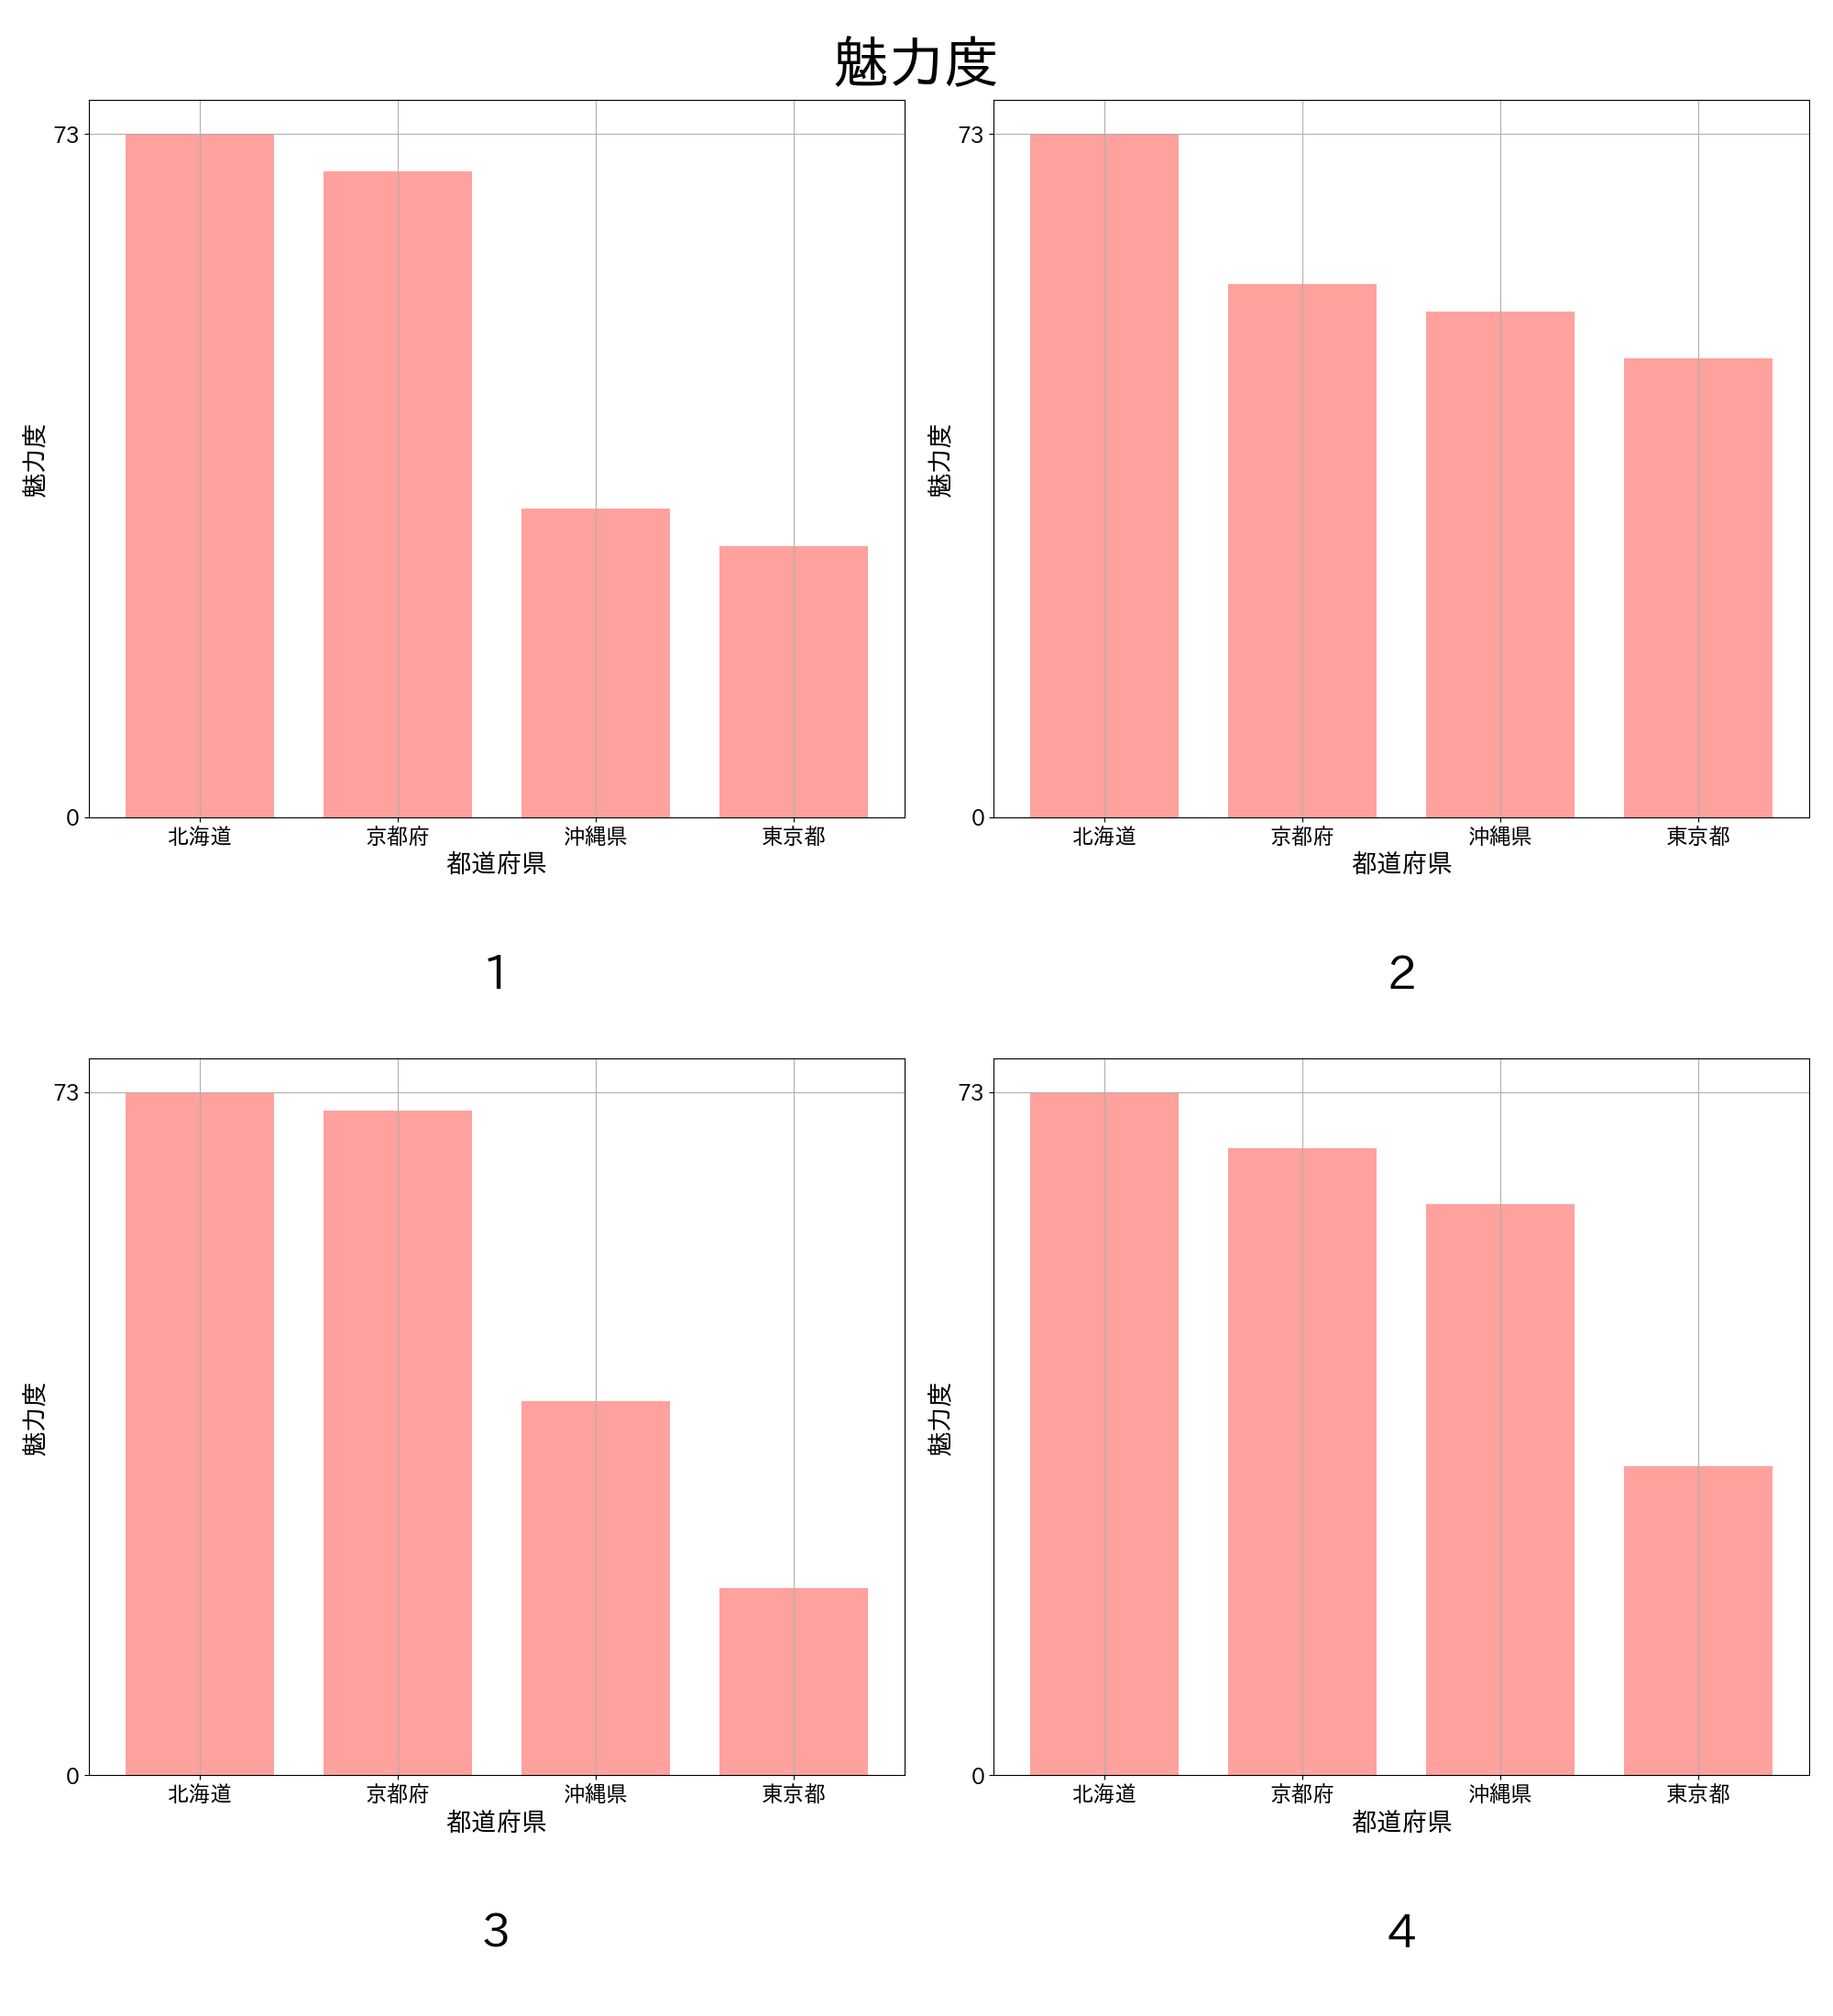 魅力度
73
魅力度
0
北海道 京都府 沖縄県 東京都
都道府県
1
73
魅力度
0
北海道 京都府 沖縄県 東京都
都道府県
2
73
魅力度
0
北海道 京都府 沖縄県 東京都
都道府県
3
73
魅力度
0
北海道 京都府 沖縄県 東京都
都道府県
4